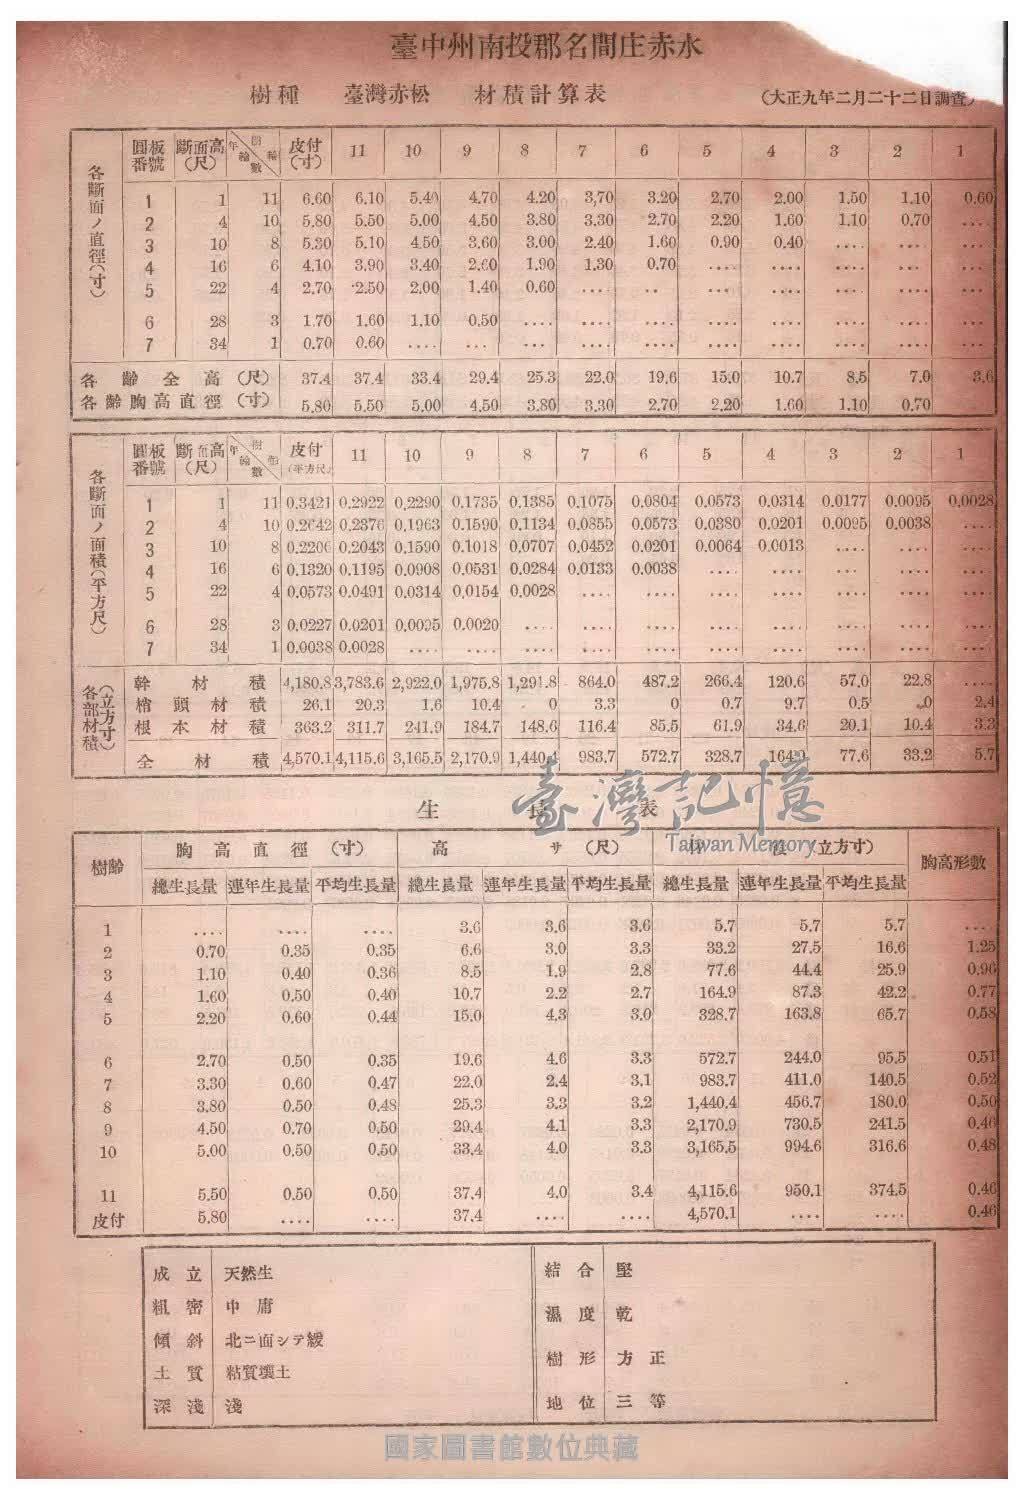 臺中州南投郡名間庄赤水
樹種 臺灣赤松 材積計算表 (大正九年二月二十二日調査)
各斷面ノ直徑(寸)
圓板番號 斷面高(尺) 樹齡 年輪數 皮付(寸) 11 10 9 8 7 6 5 4 3 2 1
1 1 11 6.60 6.10 5.40 4.70 4.20 3.70 3.20 2.70 2.00 1.50 1.10 0.60
2 4 10 5.80 5.50 5.00 4.50 3.80 3.30 2.70 2.20 1.60 1.10 0.70 ....
3 10 8 5.30 5.10 4.50 3.60 3.00 2.40 1.60 0.90 0.40 .... .... ...
4 16 6 4.10 3.90 3.40 2.60 1.90 1.30 0.70 .... .... .... ... ...
5 22 4 2.70 2.50 2.00 1.40 0.60 .... .. ... .... .... .... ...
6 28 3 1.70 1.60 1.10 0.50 .... .... .... .... .... .... .... ....
7 34 1 0.70 0.60 .... ... ... .... .... .... .... .... .... ....
各齡全高(尺) 37.4 37.4 33.4 29.4 25.3 22.0 19.6 15.0 10.7 8.5 7.0 3.6
各齡胸高直徑(寸) 5.80 5.50 5.00 4.50 3.80 3.30 2.70 2.20 1.60 1.10 0.70
各斷面ノ面積(平方尺)
圓板番號 斷面高(尺) 樹齡 年輪數 皮付(平方尺) 11 10 9 8 7 6 5 4 3 2 1
1 1 11 0.3421 0.2922 0.2290 0.1735 0.1385 0.1075 0.0804 0.0573 0.0314 0.0177 0.0095 0.0028
2 4 10 0.2642 0.2376 0.1963 0.1590 0.1134 0.0855 0.0573 0.0380 0.0201 0.0095 0.0038 ....
3 10 8 0.2206 0.2043 0.1590 0.1018 0.0707 0.0452 0.0201 0.0064 0.0013 .... .... ....
4 16 6 0.1320 0.1195 0.0908 0.0531 0.0284 0.0133 0.0038 .... .... .... .... ....
5 22 4 0.0573 0.0491 0.0314 0.0154 0.0028 .... .... .... .... .... .... ....
6 28 3 0.0227 0.0201 0.0095 0.0020 .... .... .... .... .... .... .... ....
7 34 1 0.0038 0.0028 .... .... .... .... .... .... .... .... .... ....
各部材積(立方寸)
幹材積 4,180.8 3,783.6 2,922.0 1,975.8 1,291.8 864.0 487.2 266.4 120.6 57.0 22.8 ....
梢頭材積 26.1 20.3 1.6 10.4 0 3.3 0 0.7 9.7 0.5 .0 2.4
根本材積 363.2 311.7 241.9 184.7 148.6 116.4 85.5 61.9 34.6 20.1 10.4 3.3
全材積 4,570.1 4,115.6 3,165.5 2,170.9 1,440.4 983.7 572.7 328.7 164.9 77.6 33.2 5.7
生長表
臺灣記憶
Taiwan Memory
樹齡 胸高直徑(寸) 高サ(尺) 材積(立方寸) 胸高形數
總生長量 連年生長量 平均生長量 總生長量 連年生長量 平均生長量 總生長量 連年生長量 平均生長量
1 .... .... .... 3.6 3.6 3.6 5.7 5.7 5.7 ....
2 0.70 0.35 0.35 6.6 3.0 3.3 33.2 27.5 16.6 1.25
3 1.10 0.40 0.36 8.5 1.9 2.8 77.6 44.4 25.9 0.96
4 1.60 0.50 0.40 10.7 2.2 2.7 164.9 87.3 42.2 0.77
5 2.20 0.60 0.44 15.0 4.3 3.0 328.7 163.8 65.7 0.58
6 2.70 0.50 0.35 19.6 4.6 3.3 572.7 244.0 95.5 0.51
7 3.30 0.60 0.47 22.0 2.4 3.1 983.7 411.0 140.5 0.52
8 3.80 0.50 0.48 25.3 3.3 3.2 1,440.4 456.7 180.0 0.50
9 4.50 0.70 0.50 29.4 4.1 3.3 2,170.9 730.5 241.5 0.46
10 5.00 0.50 0.50 33.4 4.0 3.3 3,165.5 994.6 316.6 0.48
11 5.50 0.50 0.50 37.4 4.0 3.4 4,115.6 950.1 374.5 0.46
皮付 5.80 .... .... 37.4 .... .... 4,570.1 .... .... 0.46
成立 天然生 結合 堅
粗密 中庸 濕度 乾
傾斜 北ニ面シテ緩 樹形 方正
土質 粘質壤土 地位 三等
深淺 淺
國家圖書館數位典藏